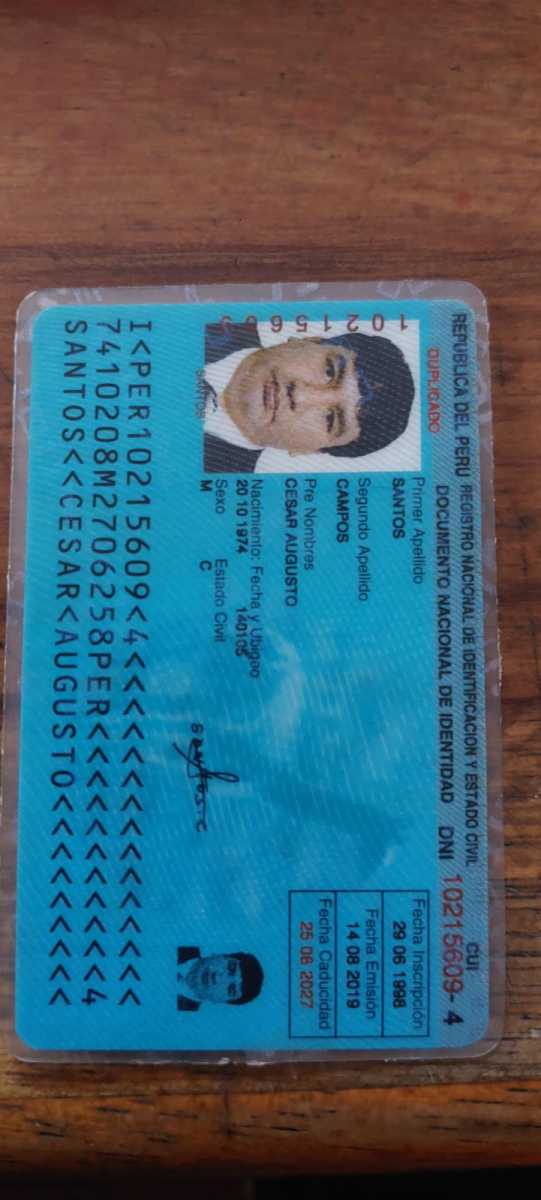 REPUBLICA DEL PERU REGISTRO NACIONAL DE IDENTIFICACION Y ESTADO CIVIL
DOCUMENTO NACIONAL DE IDENTIDAD DNI 10215609-4
CUI
DUPLICADO
Primer Apellido
SANTOS
Segundo Apellido
CAMPOS
Pre Nombres
CESAR AUGUSTO
Nacimiento: Fecha y Ubigeo
20 10 1974 140105
Sexo Estado Civil
M C
Fecha Inscripción
29 06 1998
Fecha Emisión
14 08 2019
Fecha Caducidad
25 06 2027
I<PER10215609<4<<<<<<<<<<<<<<<
7410208M2706258PER<<<<<<<<<<<4
SANTOS<<CESAR<AUGUSTO<<<<<<<<<